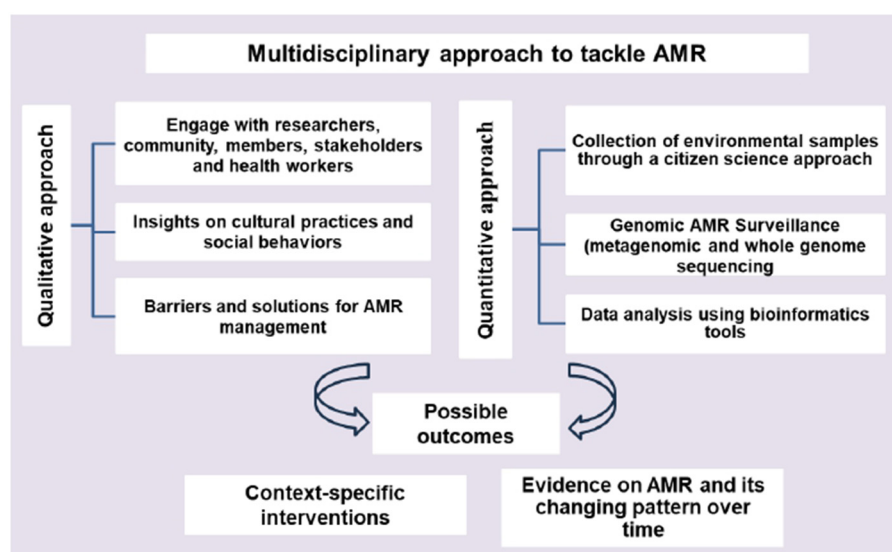 Multidisciplinary approach to tackle AMR
Qualitative approach
Engage with researchers,
community, members, stakeholders
and health workers
Insights on cultural practices and
social behaviors
Barriers and solutions for AMR
management
Quantitative approach
Collection of environmental samples
through a citizen science approach
Genomic AMR Surveillance
(metagenomic and whole genome
sequencing
Data analysis using bioinformatics
tools
Possible
outcomes
Context-specific
interventions
Evidence on AMR and its
changing pattern over
time